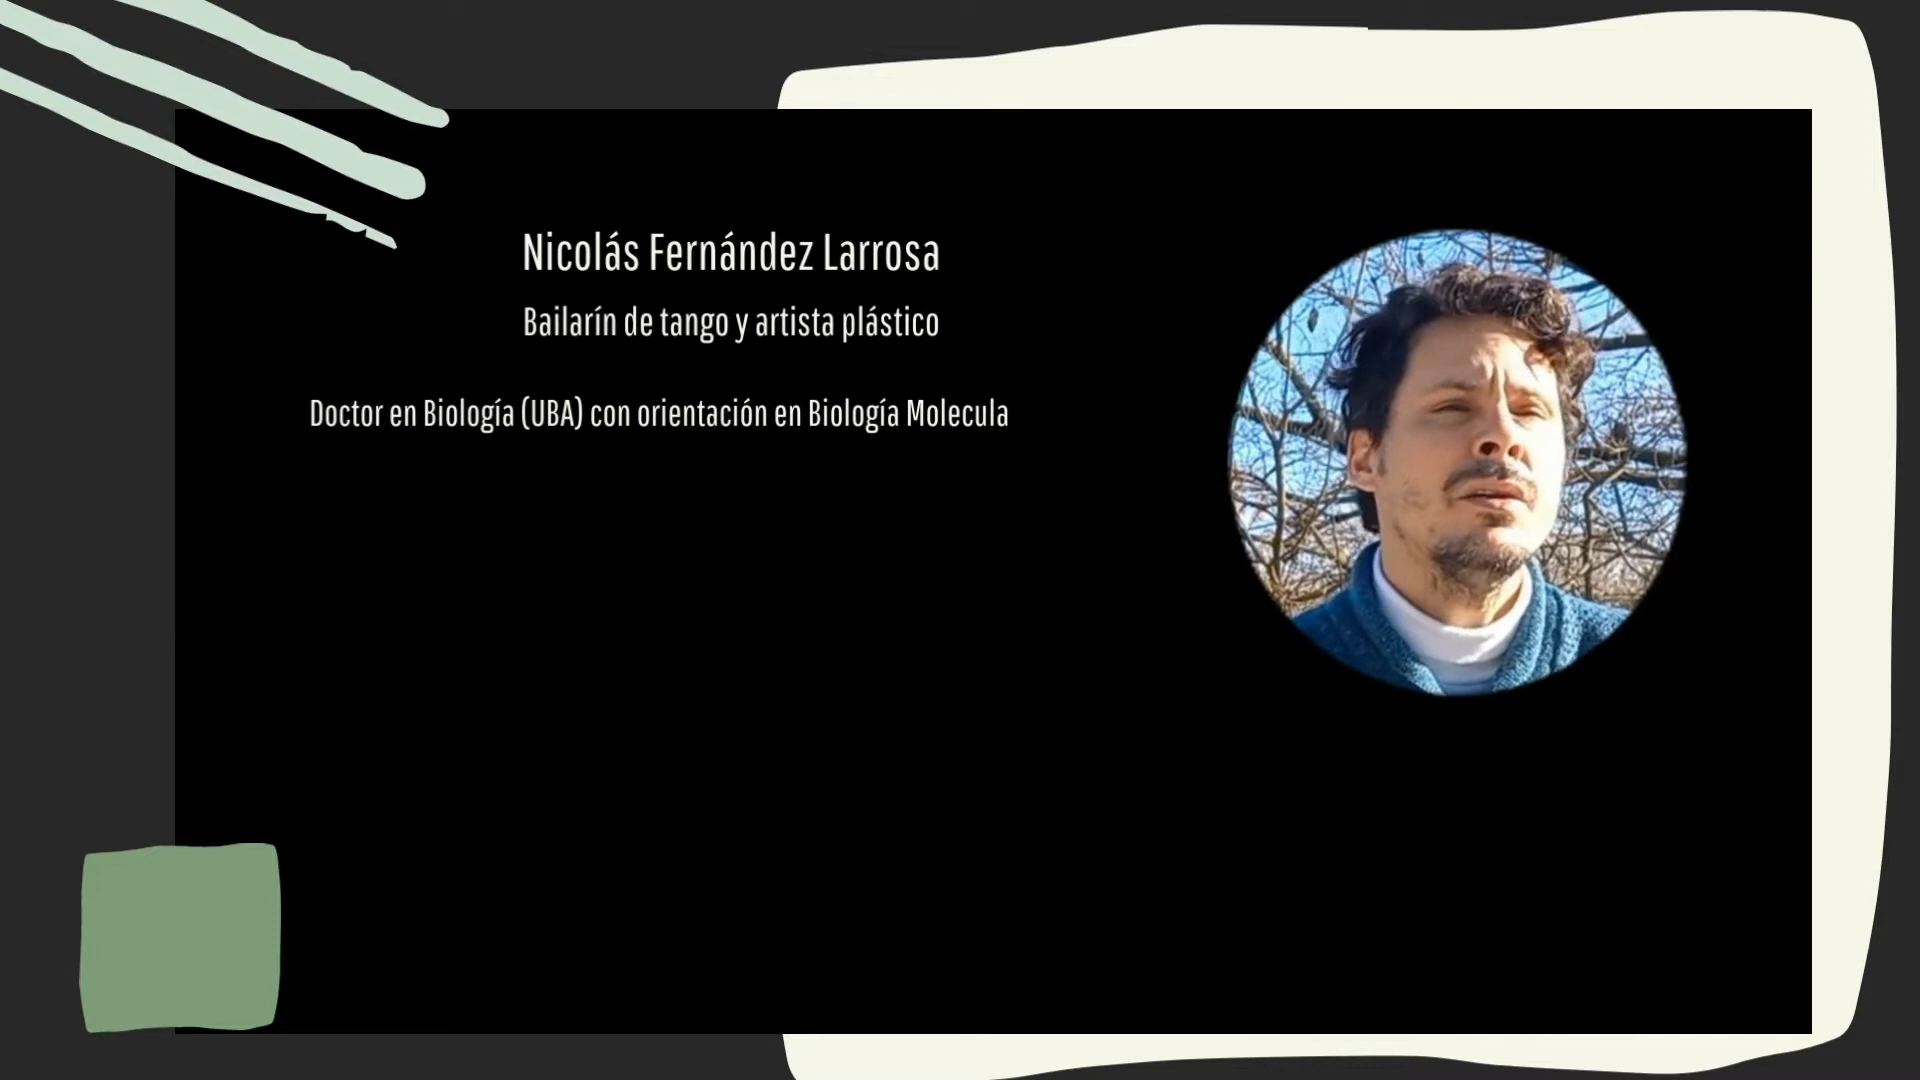 Nicolás Fernández Larrosa
Bailarín de tango y artista plástico
Doctor en Biología (UBA) con orientación en Biología Molecula